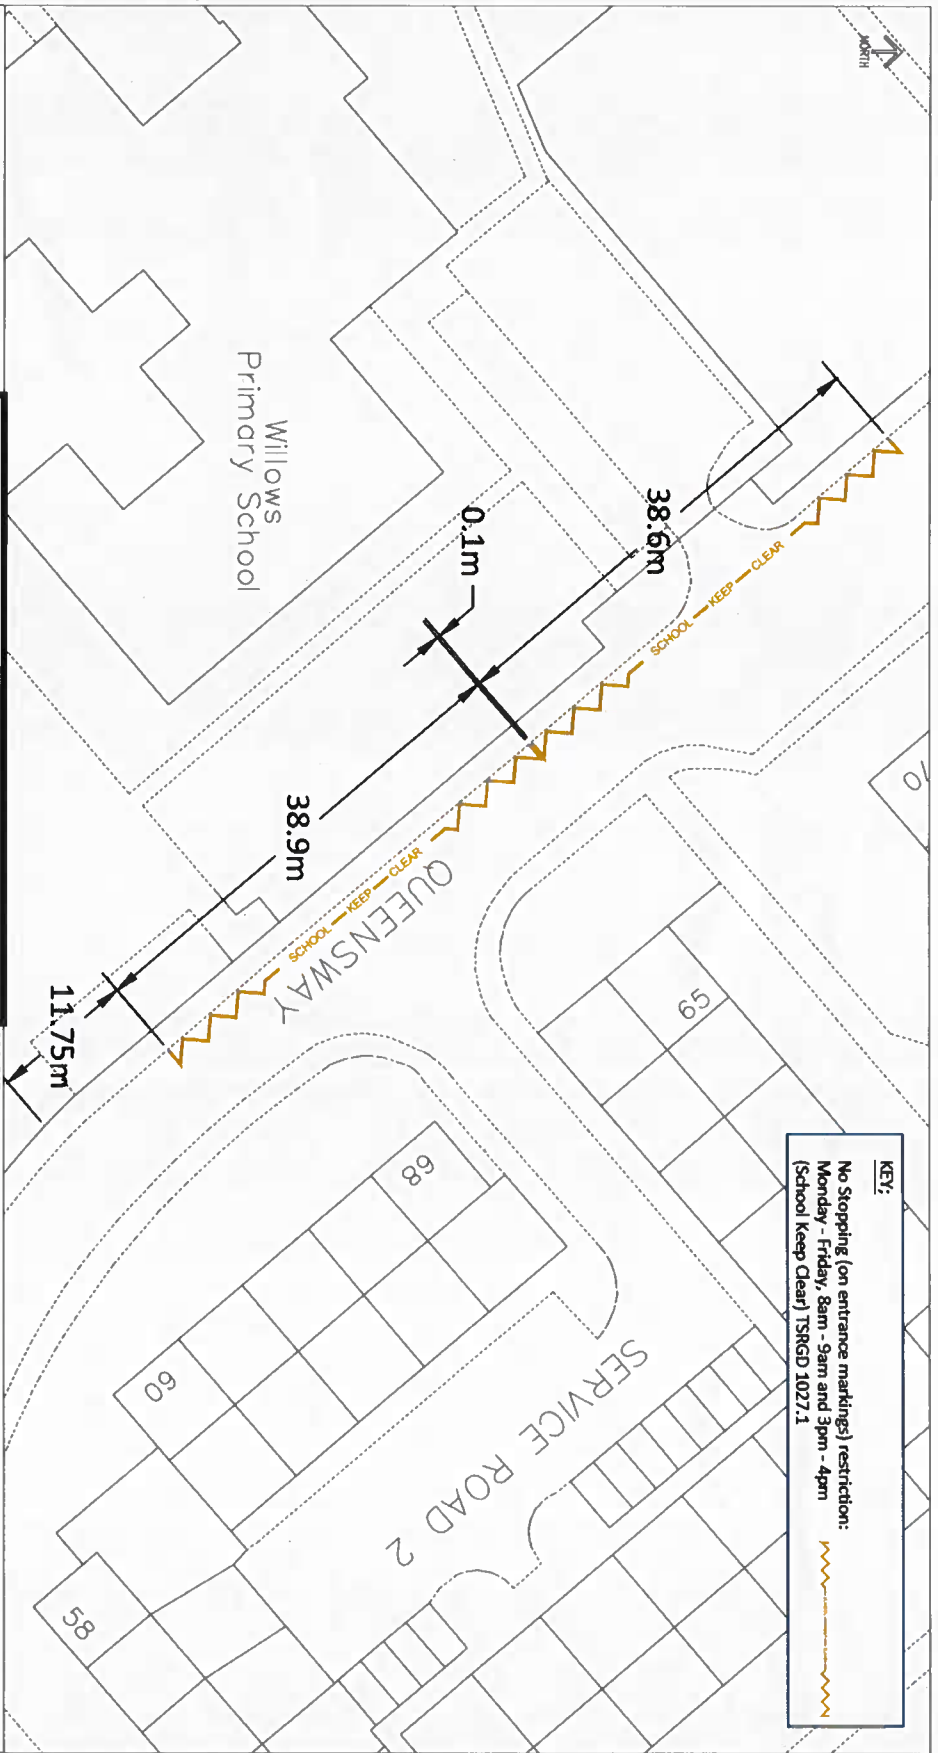 NORTH
KEY:
No Stopping (on entrance markings) restriction:
Monday - Friday, 8am - 9am and 3pm - 4pm
(School Keep Clear) TSRGD 1027.1
70
38.6m
SCHOOL KEEP CLEAR
65
0.1m
QUEENSWAY
SERVICE ROAD 2
Willows
Primary School
38.9m
SCHOOL KEEP CLEAR
68
60
11.75m
58